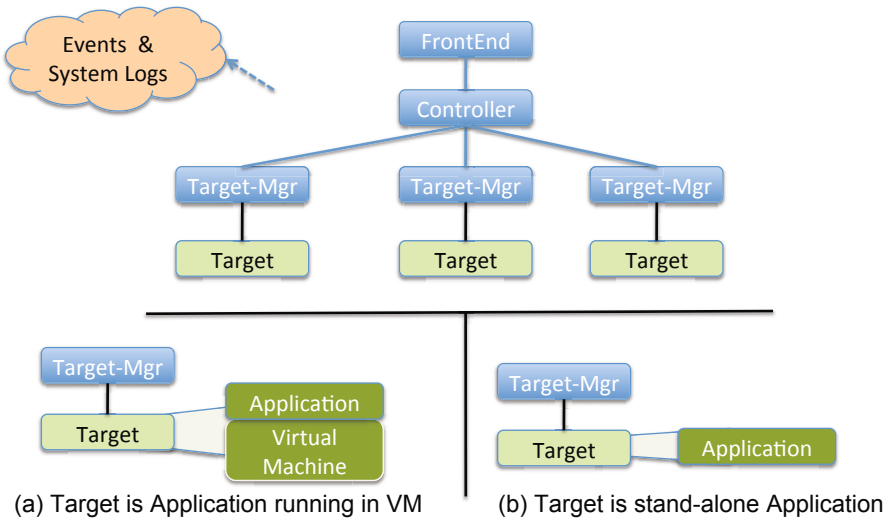 Events &
System Logs
FrontEnd
Controller
Target-Mgr
Target-Mgr
Target-Mgr
Target
Target
Target
Target-Mgr
Target
Application
Virtual
Machine
(a) Target is Application running in VM
Target-Mgr
Target
Application
(b) Target is stand-alone Application